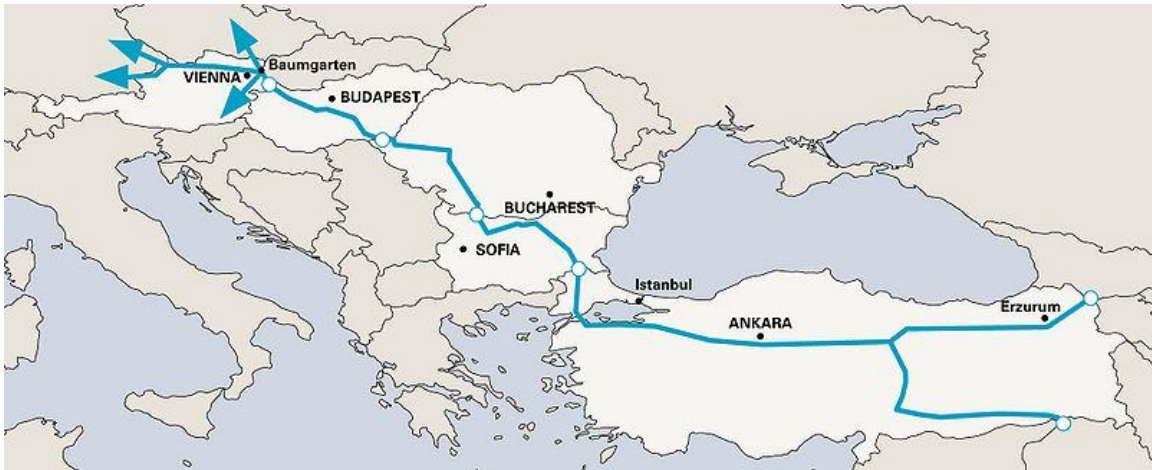 Baumgarten
VIENNA
BUDAPEST
BUCHAREST
SOFIA
Istanbul
Erzurum
ANKARA